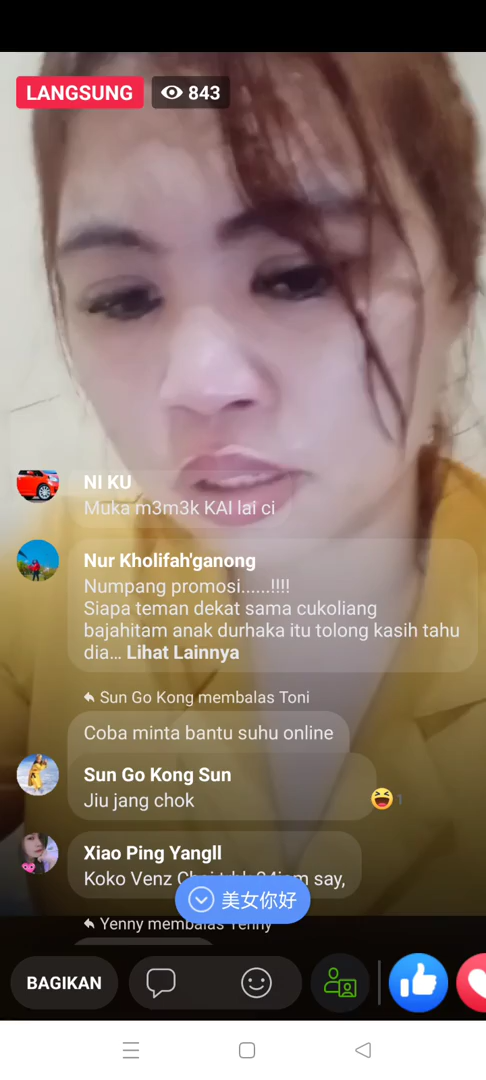 LANGSUNG 843
NI KU
Muka m3m3k KAI lai ci
Nur Kholifah'ganong
Numpang promosi......!!!!
Siapa teman dekat sama cukoliang
bajahitam anak durhaka itu tolong kasih tahu
dia... Lihat Lainnya
Sun Go Kong membalas Toni
Coba minta bantu suhu online
Sun Go Kong Sun
Jiu jang chok
1
Xiao Ping Yangll
Koko Venz say,
美女你好
Yenny membalas Yenny
BAGIKAN